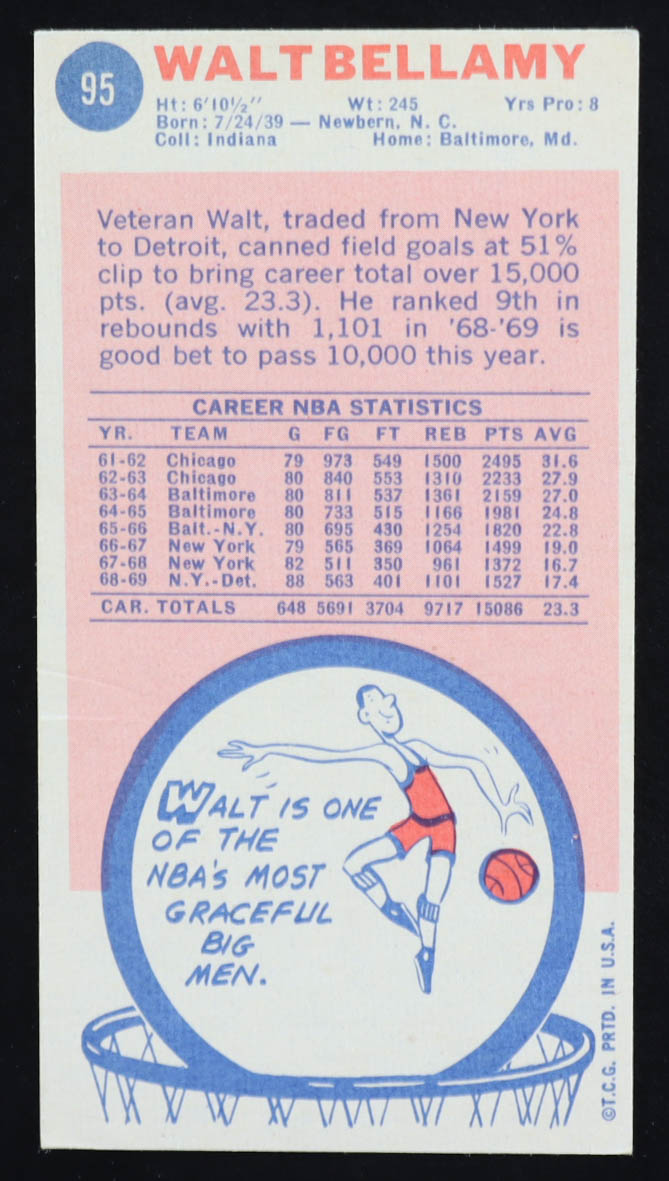 95
WALT BELLAMY
Ht: 6'10½" Wt: 245 Yrs Pro: 8
Born: 7/24/39 — Newbern, N. C.
Coll: Indiana Home: Baltimore, Md.
Veteran Walt, traded from New York
to Detroit, canned field goals at 51%
clip to bring career total over 15,000
pts. (avg. 23.3). He ranked 9th in
rebounds with 1,101 in '68-'69 is
good bet to pass 10,000 this year.
CAREER NBA STATISTICS
YR. TEAM G FG FT REB PTS AVG
61-62 Chicago 79 973 549 1500 2495 31.6
62-63 Chicago 80 840 553 1310 2233 27.9
63-64 Baltimore 80 811 537 1361 2159 27.0
64-65 Baltimore 80 733 515 1166 1981 24.8
65-66 Balt.-N.Y. 80 695 430 1254 1820 22.8
66-67 New York 79 565 369 1064 1499 19.0
67-68 New York 82 511 350 961 1372 16.7
68-69 N.Y.-Det. 88 563 401 1101 1527 17.4
CAR. TOTALS 648 5691 3704 9717 15086 23.3
WALT IS ONE
OF THE
NBA'S MOST
GRACEFUL
BIG
MEN.
©T.C.G. PRTD. IN U.S.A.